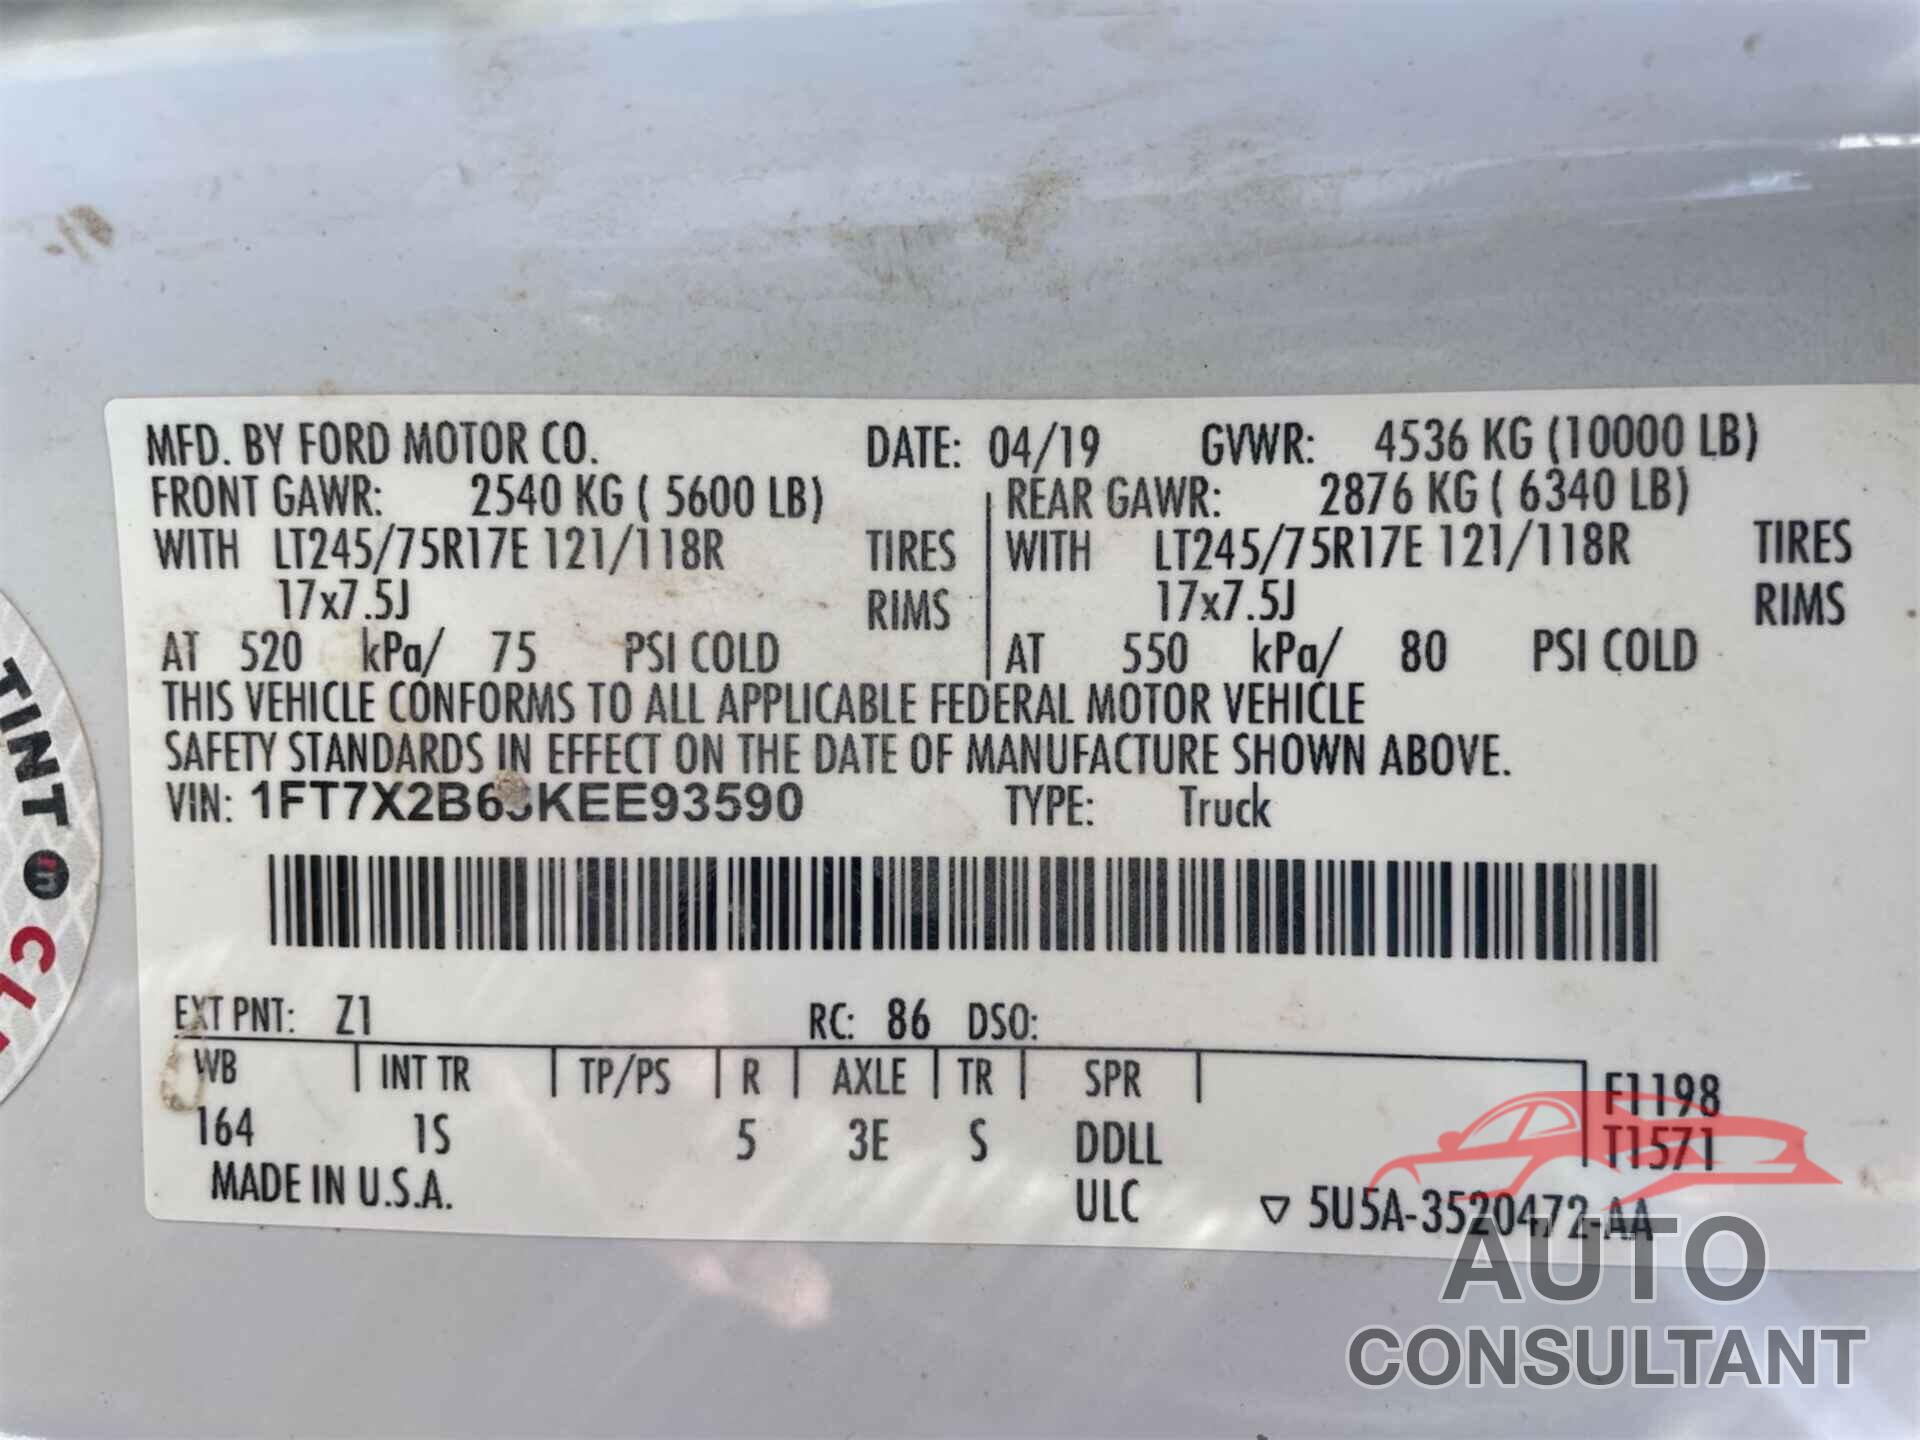 MFD. BY FORD MOTOR CO. DATE: 04/19 GVWR: 4536 KG (10000 LB)
FRONT GAWR: 2540 KG ( 5600 LB) REAR GAWR: 2876 KG ( 6340 LB)
WITH LT245/75R17E 121/118R TIRES WITH LT245/75R17E 121/118R TIRES
17x7.5J RIMS 17x7.5J RIMS
AT 520 kPa/ 75 PSI COLD AT 550 kPa/ 80 PSI COLD
THIS VEHICLE CONFORMS TO ALL APPLICABLE FEDERAL MOTOR VEHICLE
SAFETY STANDARDS IN EFFECT ON THE DATE OF MANUFACTURE SHOWN ABOVE.
VIN: 1FT7X2B63KEE93590 TYPE: Truck
EXT PNT: Z1 RC: 86 DSO:
WB INT TR TP/PS R AXLE TR SPR F1198
164 1S 5 3E S DDLL T1571
MADE IN U.S.A. ULC ▽ 5U5A-3520472-AA
TINT
AUTO
CONSULTANT